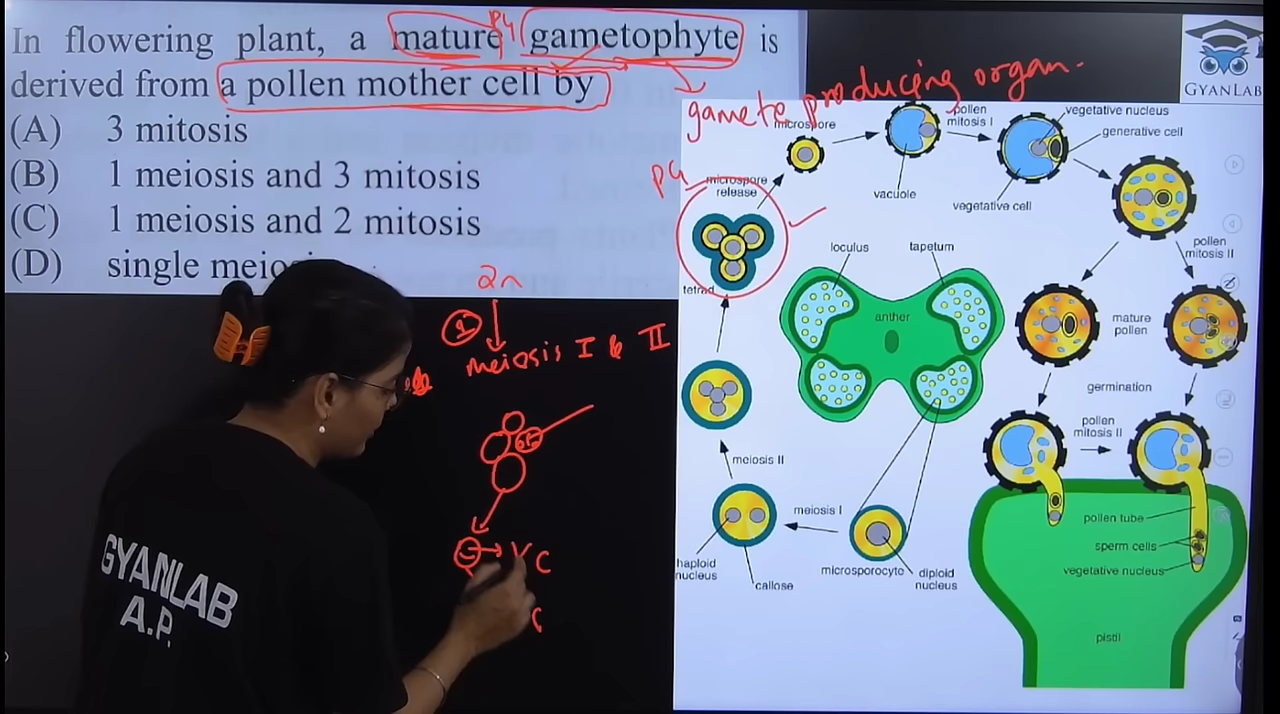 In flowering plant, a mature gametophyte is
derived from a pollen mother cell by
(A) 3 mitosis
(B) 1 meiosis and 3 mitosis
(C) 1 meiosis and 2 mitosis
(D) single
PG
gamete producing organ.
GYANLAB
2n
1
meiosis I & II
VC
C
GYANLAB
A.P.
PG
microspore
pollen
mitosis I
vegetative nucleus
generative cell
microspore
release
vacuole
vegetative cell
pollen
mitosis II
tetrad
loculus
tapetum
anther
mature
pollen
germination
pollen
mitosis II
meiosis II
meiosis I
haploid
nucleus
callose
microsporocyte
diploid
nucleus
pollen tube
sperm cells
vegetative nucleus
pistil